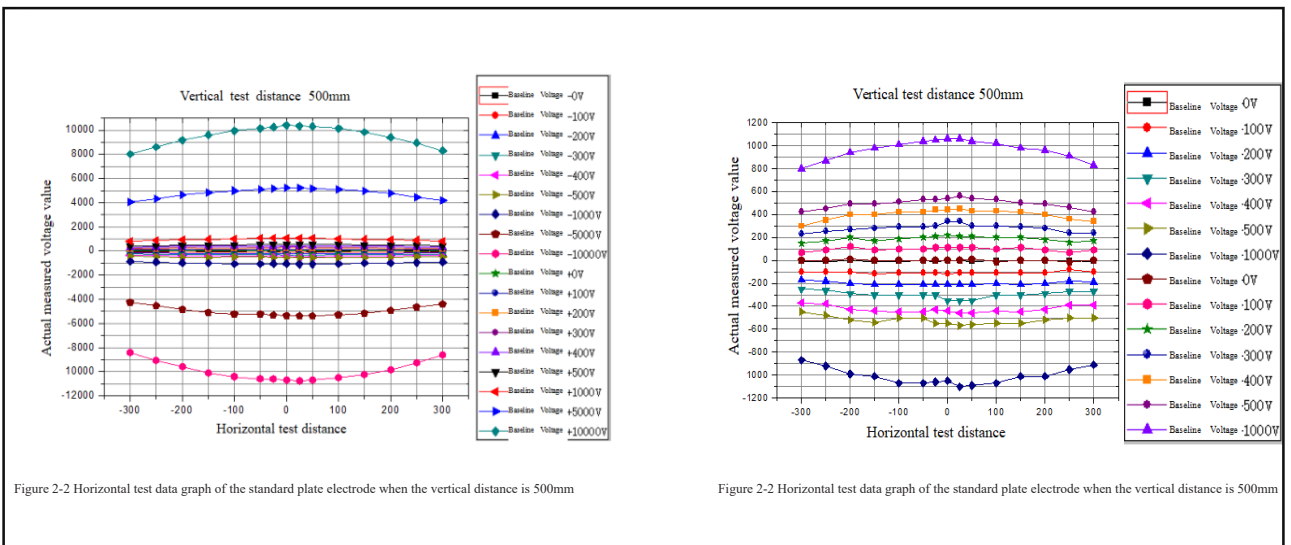 Vertical test distance 500mm
Actual measured voltage value
10000
8000
6000
4000
2000
0
-2000
-4000
-6000
-8000
10000
-12000
-300
-200
-100
0
100
200
300
Horizontal test distance
Baseline Voltage -0V
Baseline Voltage -100V
Baseline Voltage -200V
Baseline Voltage -300V
Baseline Voltage -400V
Baseline Voltage -500V
Baseline Voltage -1000V
Baseline Voltage -5000V
Baseline Voltage -10000V
Baseline Voltage +0V
Baseline Voltage +100V
Baseline Voltage +200V
Baseline Voltage +300V
Baseline Voltage +400V
Baseline Voltage +500V
Baseline Voltage +1000V
Baseline Voltage +5000V
Baseline Voltage +10000V
Figure 2-2 Horizontal test data graph of the standard plate electrode when the vertical distance is 500mm
Vertical test distance 500mm
Actual measured voltage value
1200
1000
800
600
400
200
0
-200
-400
-600
-800
-1000
-1200
-300
-200
-100
0
100
200
300
Horizontal test distance
Baseline Voltage ·0V
Baseline Voltage ·100V
Baseline Voltage ·200V
Baseline Voltage ·300V
Baseline Voltage ·400V
Baseline Voltage ·500V
Baseline Voltage ·1000V
Baseline Voltage ·0V
Baseline Voltage ·100V
Baseline Voltage ·200V
Baseline Voltage ·300V
Baseline Voltage ·400V
Baseline Voltage ·500V
Baseline Voltage ·1000V
Figure 2-2 Horizontal test data graph of the standard plate electrode when the vertical distance is 500mm